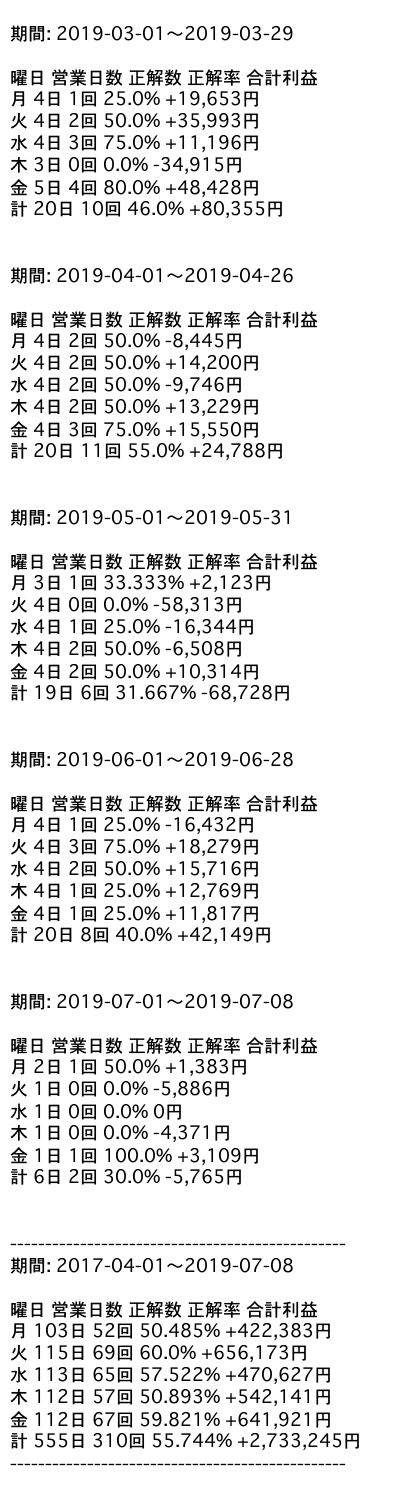 期間: 2019-03-01〜2019-03-29
曜日 営業日数 正解数 正解率 合計利益
月 4日 1回 25.0% +19,653円
火 4日 2回 50.0% +35,993円
水 4日 3回 75.0% +11,196円
木 3日 0回 0.0% -34,915円
金 5日 4回 80.0% +48,428円
計 20日 10回 46.0% +80,355円
期間: 2019-04-01〜2019-04-26
曜日 営業日数 正解数 正解率 合計利益
月 4日 2回 50.0% -8,445円
火 4日 2回 50.0% +14,200円
水 4日 2回 50.0% -9,746円
木 4日 2回 50.0% +13,229円
金 4日 3回 75.0% +15,550円
計 20日 11回 55.0% +24,788円
期間: 2019-05-01〜2019-05-31
曜日 営業日数 正解数 正解率 合計利益
月 3日 1回 33.333% +2,123円
火 4日 0回 0.0% -58,313円
水 4日 1回 25.0% -16,344円
木 4日 2回 50.0% -6,508円
金 4日 2回 50.0% +10,314円
計 19日 6回 31.667% -68,728円
期間: 2019-06-01〜2019-06-28
曜日 営業日数 正解数 正解率 合計利益
月 4日 1回 25.0% -16,432円
火 4日 3回 75.0% +18,279円
水 4日 2回 50.0% +15,716円
木 4日 1回 25.0% +12,769円
金 4日 1回 25.0% +11,817円
計 20日 8回 40.0% +42,149円
期間: 2019-07-01〜2019-07-08
曜日 営業日数 正解数 正解率 合計利益
月 2日 1回 50.0% +1,383円
火 1日 0回 0.0% -5,886円
水 1日 0回 0.0% 0円
木 1日 0回 0.0% -4,371円
金 1日 1回 100.0% +3,109円
計 6日 2回 30.0% -5,765円
------------------------------------------------
期間: 2017-04-01〜2019-07-08
曜日 営業日数 正解数 正解率 合計利益
月 103日 52回 50.485% +422,383円
火 115日 69回 60.0% +656,173円
水 113日 65回 57.522% +470,627円
木 112日 57回 50.893% +542,141円
金 112日 67回 59.821% +641,921円
計 555日 310回 55.744% +2,733,245円
------------------------------------------------